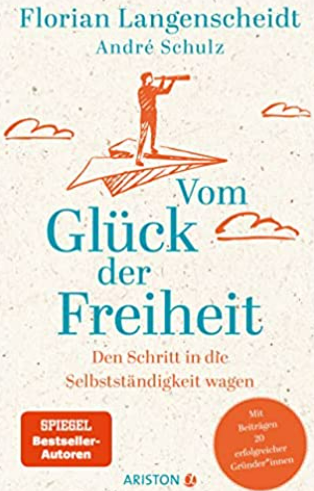 Florian Langenscheidt
André Schulz
Vom
Glück
der
Freiheit
Den Schritt in die
Selbstständigkeit wagen
SPIEGEL
Bestseller-
Autoren
Mit
Beiträgen
20
erfolgreicher
Gründer*innen
ARISTON